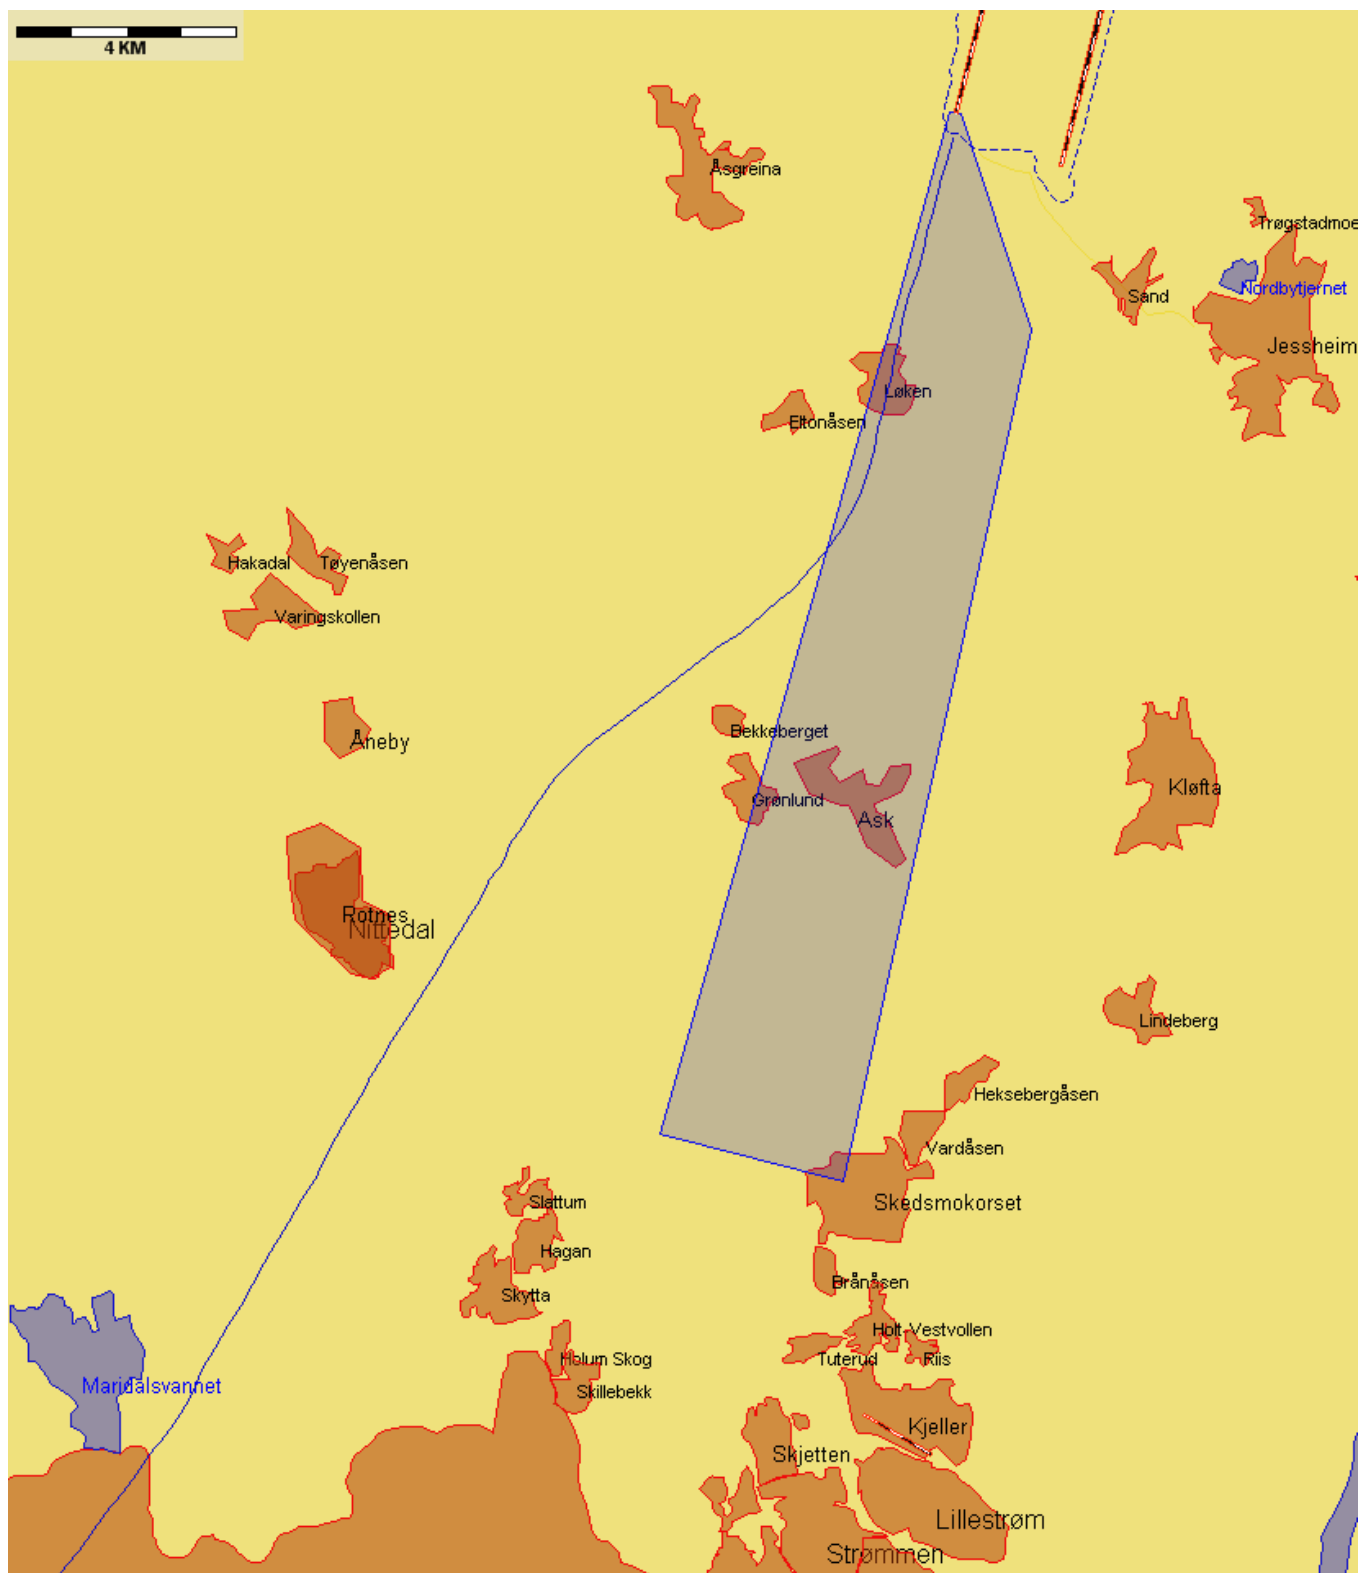 4 KM
Åsgreina
Trøgstadmoe
Nordbytjernet
Sand
Jessheim
Løken
Eltonåsen
Hakadal
Tøyenåsen
Varingskollen
Bekkeberget
Åneby
Kløfta
Grønlund
Ask
Rotnes
Nittedal
Lindeberg
Heksebergåsen
Vardåsen
Slattum
Skedsmokorset
Hagan
Brånåsen
Skytta
Holt-Vestvollen
Holum Skog
Tuterud
Riis
Maridalsvannet
Skillebekk
Kjeller
Skjetten
Lillestrøm
Strømmen